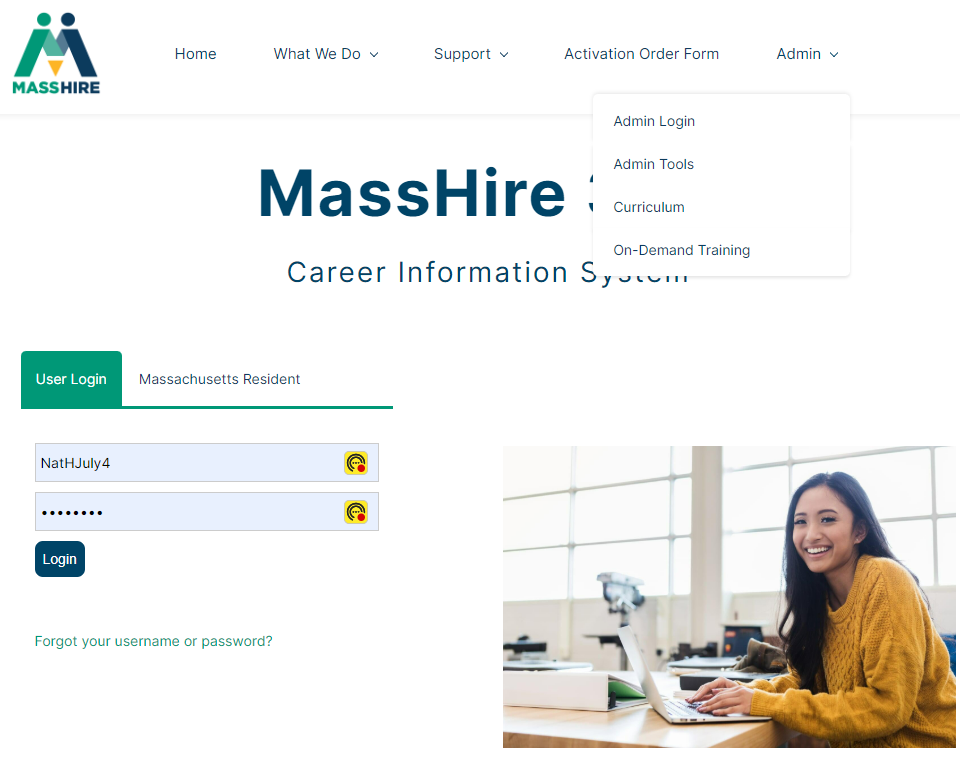 MASSHIRE
Home What We Do Support Activation Order Form Admin
Admin Login
Admin Tools
Curriculum
On-Demand Training
MassHire
Career Information System
User Login Massachusetts Resident
NatHJuly4
••••••••
Login
Forgot your username or password?